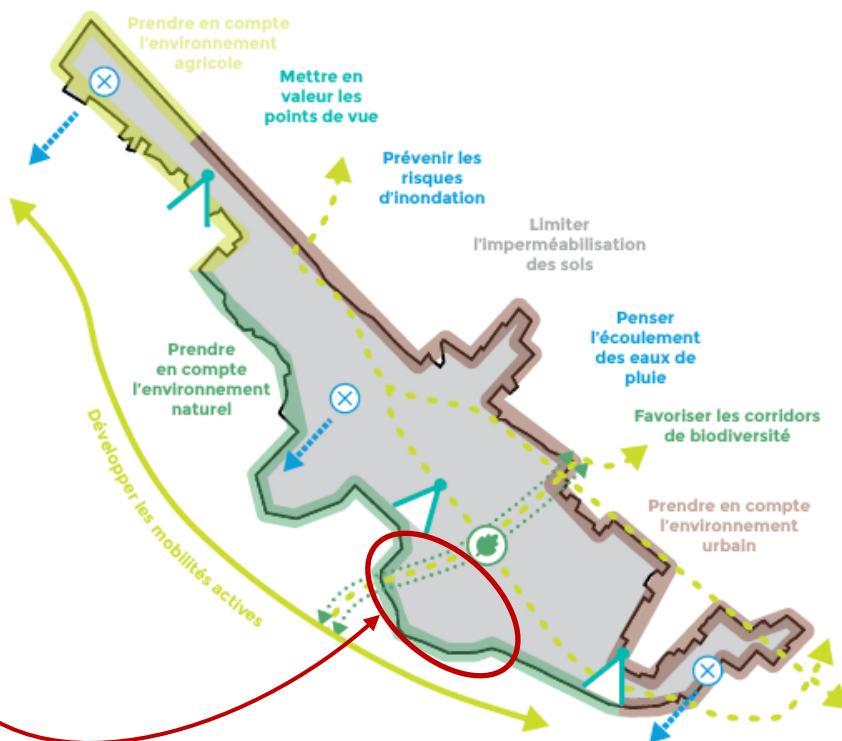 Prendre en compte
l'environnement
agricole
Mettre en
valeur les
points de vue
Prévenir les
risques
d'inondation
Limiter
l'imperméabilisation
des sols
Penser
l'écoulement
des eaux de
pluie
Prendre
en compte
l'environnement
naturel
Favoriser les corridors
de biodiversité
Développer les mobilités actives
Prendre en compte
l'environnement
urbain